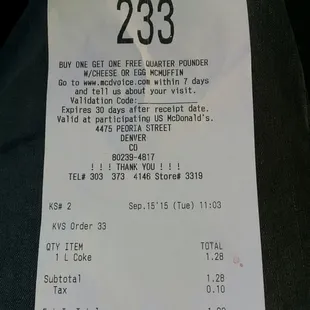 233
BUY ONE GET ONE FREE QUARTER POUNDER
W/CHEESE OR EGG MCMUFFIN
Go to www.mcdvoice.com within 7 days
and tell us about your visit.
Validation Code:____________
Expires 30 days after receipt date.
Valid at participating US McDonald's.
4475 PEORIA STREET
DENVER
CO
80239-4817
! ! ! THANK YOU ! ! !
TEL# 303 373 4146 Store# 3319
KS# 2 Sep.15'15 (Tue) 11:03
KVS Order 33
QTY ITEM TOTAL
1 L Coke 1.28
Subtotal 1.28
Tax 0.10